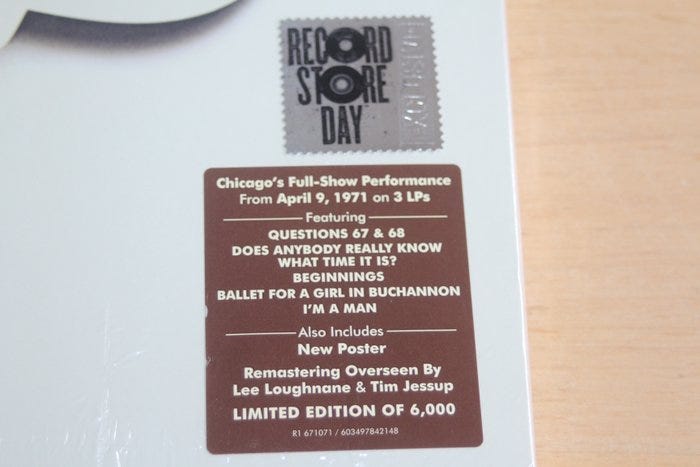 RECORD
STORE
DAY
EXCLUSIVE
Chicago's Full-Show Performance
From April 9, 1971 on 3 LPs
Featuring
QUESTIONS 67 & 68
DOES ANYBODY REALLY KNOW
WHAT TIME IT IS?
BEGINNINGS
BALLET FOR A GIRL IN BUCHANNON
I'M A MAN
Also Includes
New Poster
Remastering Overseen By
Lee Loughnane & Tim Jessup
LIMITED EDITION OF 6,000
R1 671071 / 603497842148